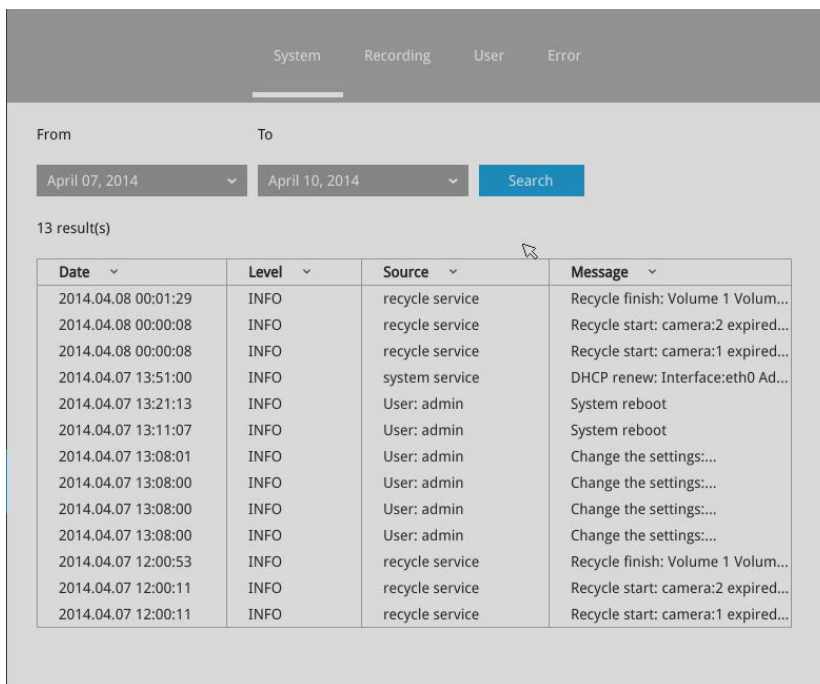 System Recording User Error
From To
April 07, 2014 April 10, 2014 Search
13 result(s)
Date Level Source Message
2014.04.08 00:01:29 INFO recycle service Recycle finish: Volume 1 Volum...
2014.04.08 00:00:08 INFO recycle service Recycle start: camera:2 expired...
2014.04.08 00:00:08 INFO recycle service Recycle start: camera:1 expired...
2014.04.07 13:51:00 INFO system service DHCP renew: Interface:eth0 Ad...
2014.04.07 13:21:13 INFO User: admin System reboot
2014.04.07 13:11:07 INFO User: admin System reboot
2014.04.07 13:08:01 INFO User: admin Change the settings:...
2014.04.07 13:08:00 INFO User: admin Change the settings:...
2014.04.07 13:08:00 INFO User: admin Change the settings:...
2014.04.07 13:08:00 INFO User: admin Change the settings:...
2014.04.07 12:00:53 INFO recycle service Recycle finish: Volume 1 Volum...
2014.04.07 12:00:11 INFO recycle service Recycle start: camera:2 expired...
2014.04.07 12:00:11 INFO recycle service Recycle start: camera:1 expired...